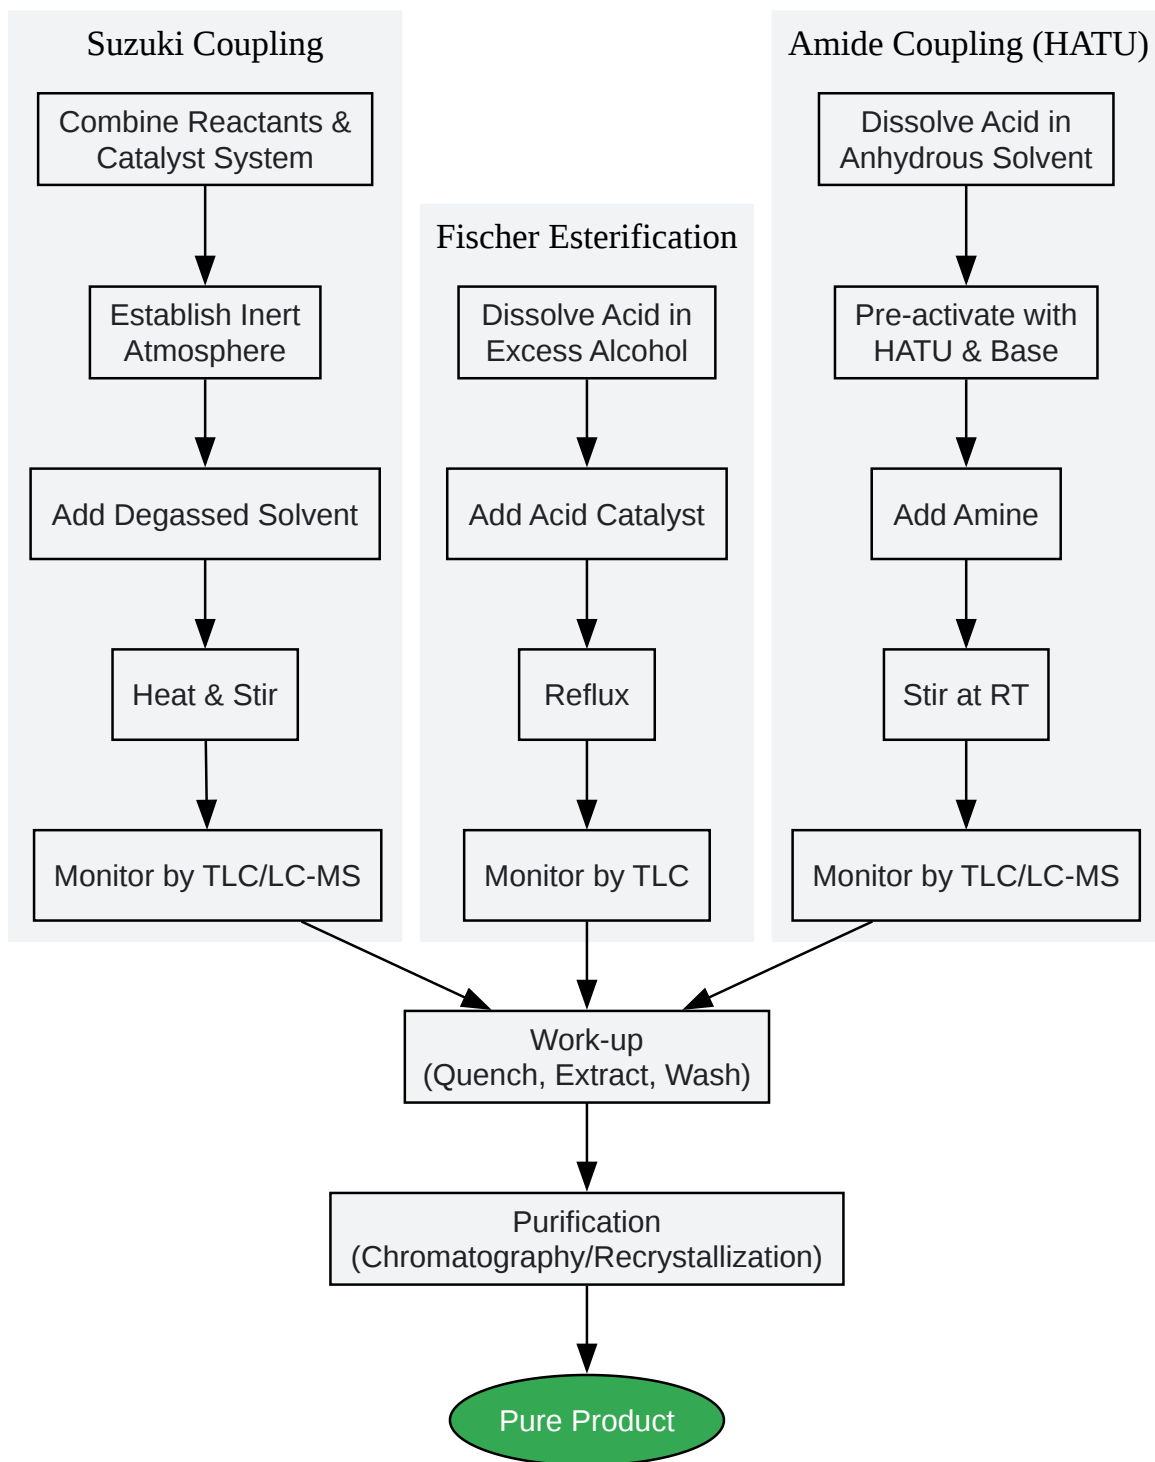 Suzuki Coupling
Combine Reactants &
Catalyst System
Establish Inert
Atmosphere
Add Degassed Solvent
Heat & Stir
Monitor by TLC/LC-MS
Fischer Esterification
Dissolve Acid in
Excess Alcohol
Add Acid Catalyst
Reflux
Monitor by TLC
Amide Coupling (HATU)
Dissolve Acid in
Anhydrous Solvent
Pre-activate with
HATU & Base
Add Amine
Stir at RT
Monitor by TLC/LC-MS
Work-up
(Quench, Extract, Wash)
Purification
(Chromatography/Recrystallization)
Pure Product